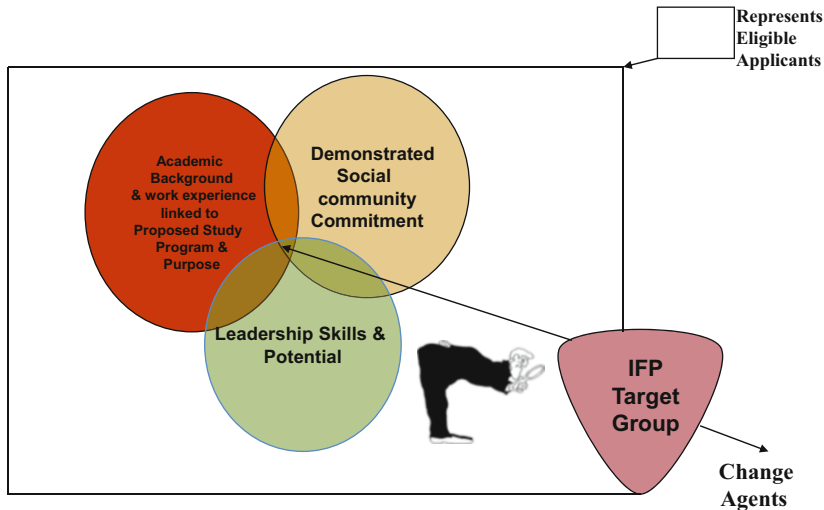 Represents
Eligible
Applicants
Academic
Background
& work experience
linked to
Proposed Study
Program &
Purpose
Demonstrated
Social
community
Commitment
Leadership Skills &
Potential
IFP
Target
Group
Change
Agents